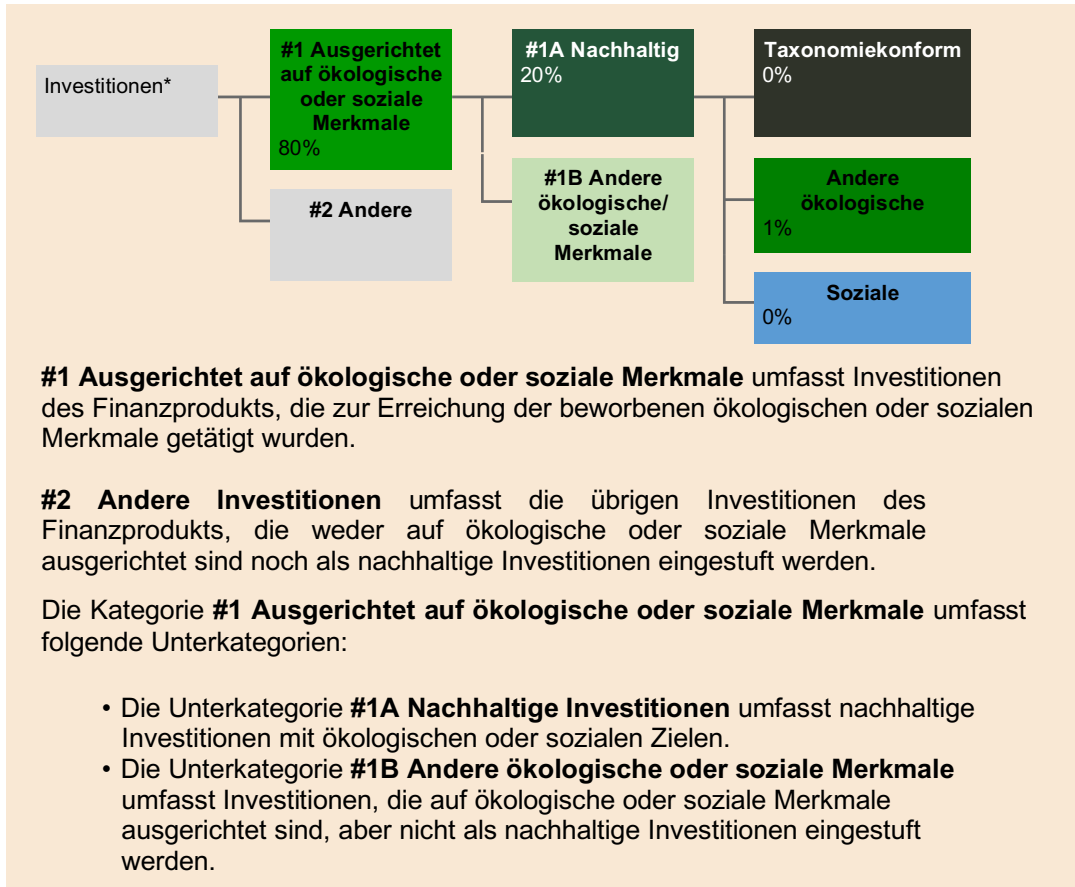 Investitionen*
#1 Ausgerichtet
auf ökologische
oder soziale
Merkmale
80%
#2 Andere
#1A Nachhaltig
20%
#1B Andere
ökologische/
soziale
Merkmale
Taxonomiekonform
0%
Andere
ökologische
1%
Soziale
0%
#1 Ausgerichtet auf ökologische oder soziale Merkmale umfasst Investitionen
des Finanzprodukts, die zur Erreichung der beworbenen ökologischen oder sozialen
Merkmale getätigt wurden.
#2 Andere Investitionen umfasst die übrigen Investitionen des
Finanzprodukts, die weder auf ökologische oder soziale Merkmale
ausgerichtet sind noch als nachhaltige Investitionen eingestuft werden.
Die Kategorie #1 Ausgerichtet auf ökologische oder soziale Merkmale umfasst
folgende Unterkategorien:
• Die Unterkategorie #1A Nachhaltige Investitionen umfasst nachhaltige
Investitionen mit ökologischen oder sozialen Zielen.
• Die Unterkategorie #1B Andere ökologische oder soziale Merkmale
umfasst Investitionen, die auf ökologische oder soziale Merkmale
ausgerichtet sind, aber nicht als nachhaltige Investitionen eingestuft
werden.